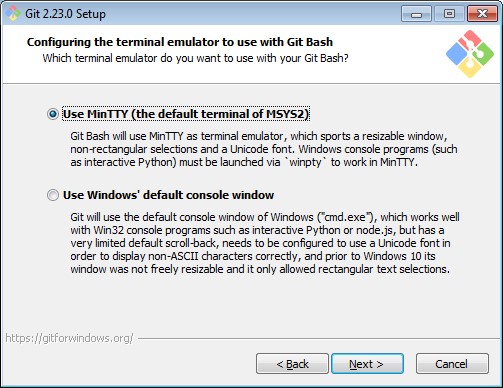 Git 2.23.0 Setup
Configuring the terminal emulator to use with Git Bash
Which terminal emulator do you want to use with your Git Bash?
Use MinTTY (the default terminal of MSYS2)
Git Bash will use MinTTY as terminal emulator, which sports a resizable window,
non-rectangular selections and a Unicode font. Windows console programs (such
as interactive Python) must be launched via `winpty` to work in MinTTY.
Use Windows' default console window
Git will use the default console window of Windows ("cmd.exe"), which works well
with Win32 console programs such as interactive Python or node.js, but has a
very limited default scroll-back, needs to be configured to use a Unicode font in
order to display non-ASCII characters correctly, and prior to Windows 10 its
window was not freely resizable and it only allowed rectangular text selections.
https://gitforwindows.org/
< Back
Next >
Cancel